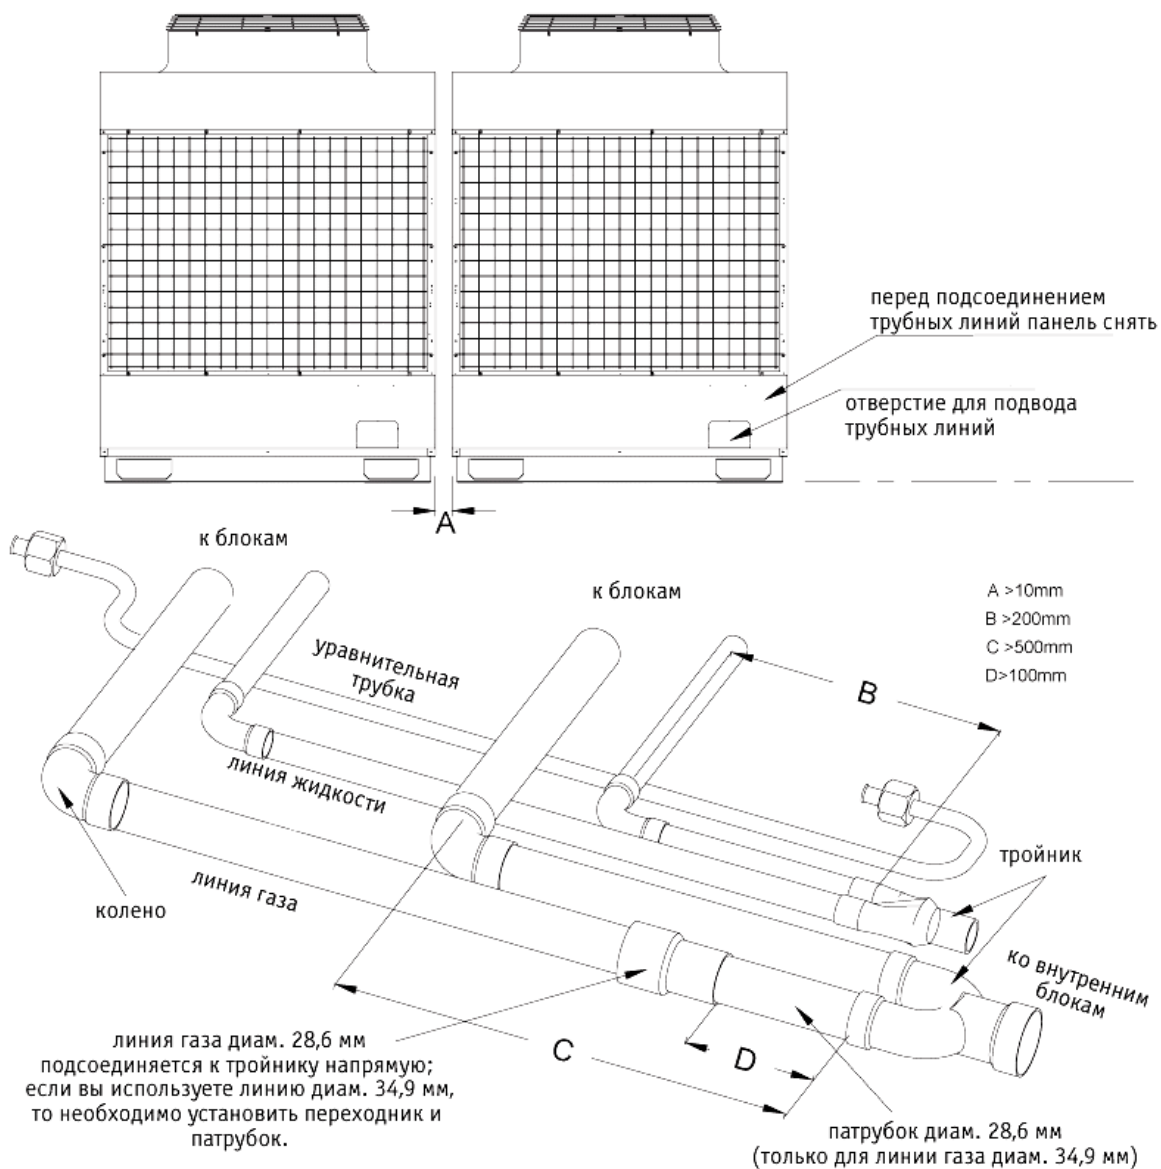 перед подсоединением
трубных линий панель снять
отверстие для подвода
трубных линий
A
к блокам
к блокам
A >10mm
B >200mm
C >500mm
D>100mm
уравнительная
трубка
B
линия жидкости
тройник
линия газа
колено
ко внутренним
блокам
линия газа диам. 28,6 мм
подсоединяется к тройнику напрямую;
если вы используете линию диам. 34,9 мм,
то необходимо установить переходник и
патрубок.
C
D
патрубок диам. 28,6 мм
(только для линии газа диам. 34,9 мм)